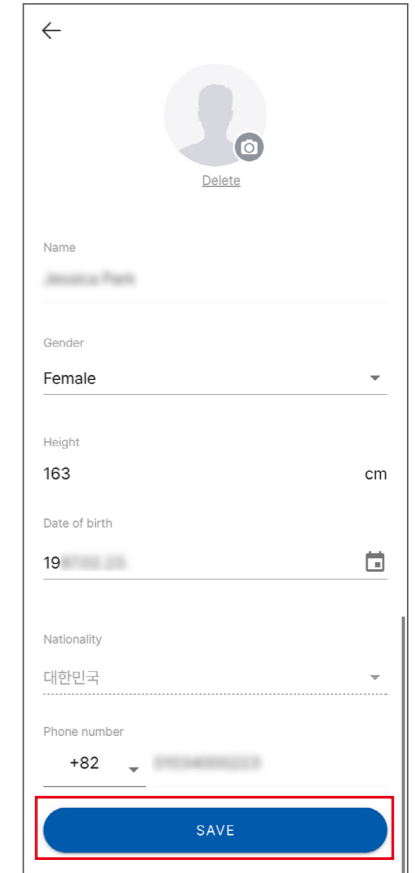 Delete
Name
Gender
Female
Height
163 cm
Date of birth
19
Nationality
대한민국
Phone number
+82
SAVE